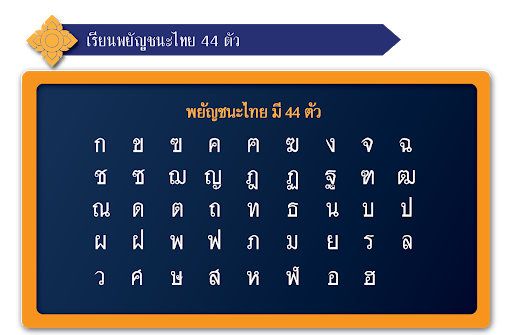 เรียนพยัญชนะไทย 44 ตัว
พยัญชนะไทย มี 44 ตัว
ก ข ฃ ค ฅ ฆ ง จ ฉ
ช ซ ฌ ญ ฎ ฏ ฐ ฑ ฒ
ณ ด ต ถ ท ธ น บ ป
ผ ฝ พ ฟ ภ ม ย ร ล
ว ศ ษ ส ห ฬ อ ฮ